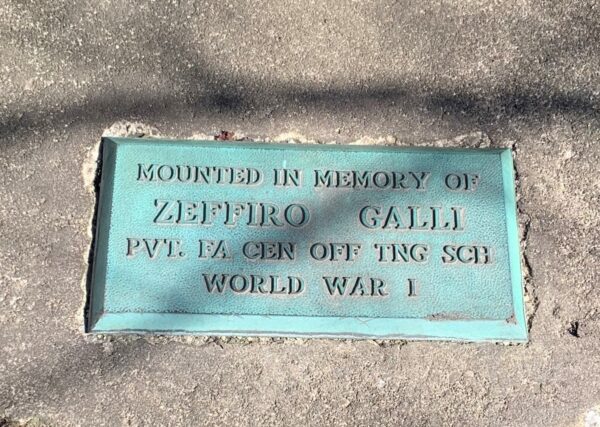 MOUNTED IN MEMORY OF
ZEFFIRO GALLI
PVT. FA CEN OFF TNG SCH
WORLD WAR I